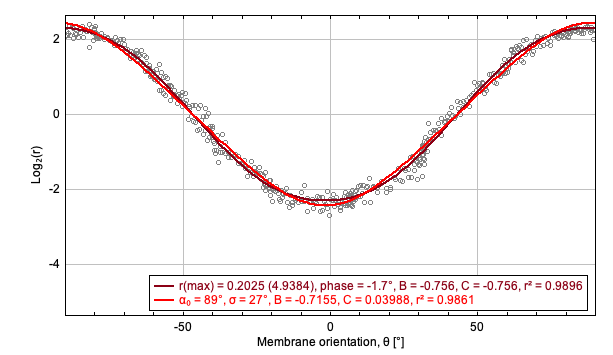 2
0
-2
-4
Log₂(r)
r(max) = 0.2025 (4.9384), phase = -1.7°, B = -0.756, C = -0.756, r² = 0.9896
α₀ = 89°, σ = 27°, B = -0.7155, C = 0.03988, r² = 0.9861
-50 0 50
Membrane orientation, θ [°]